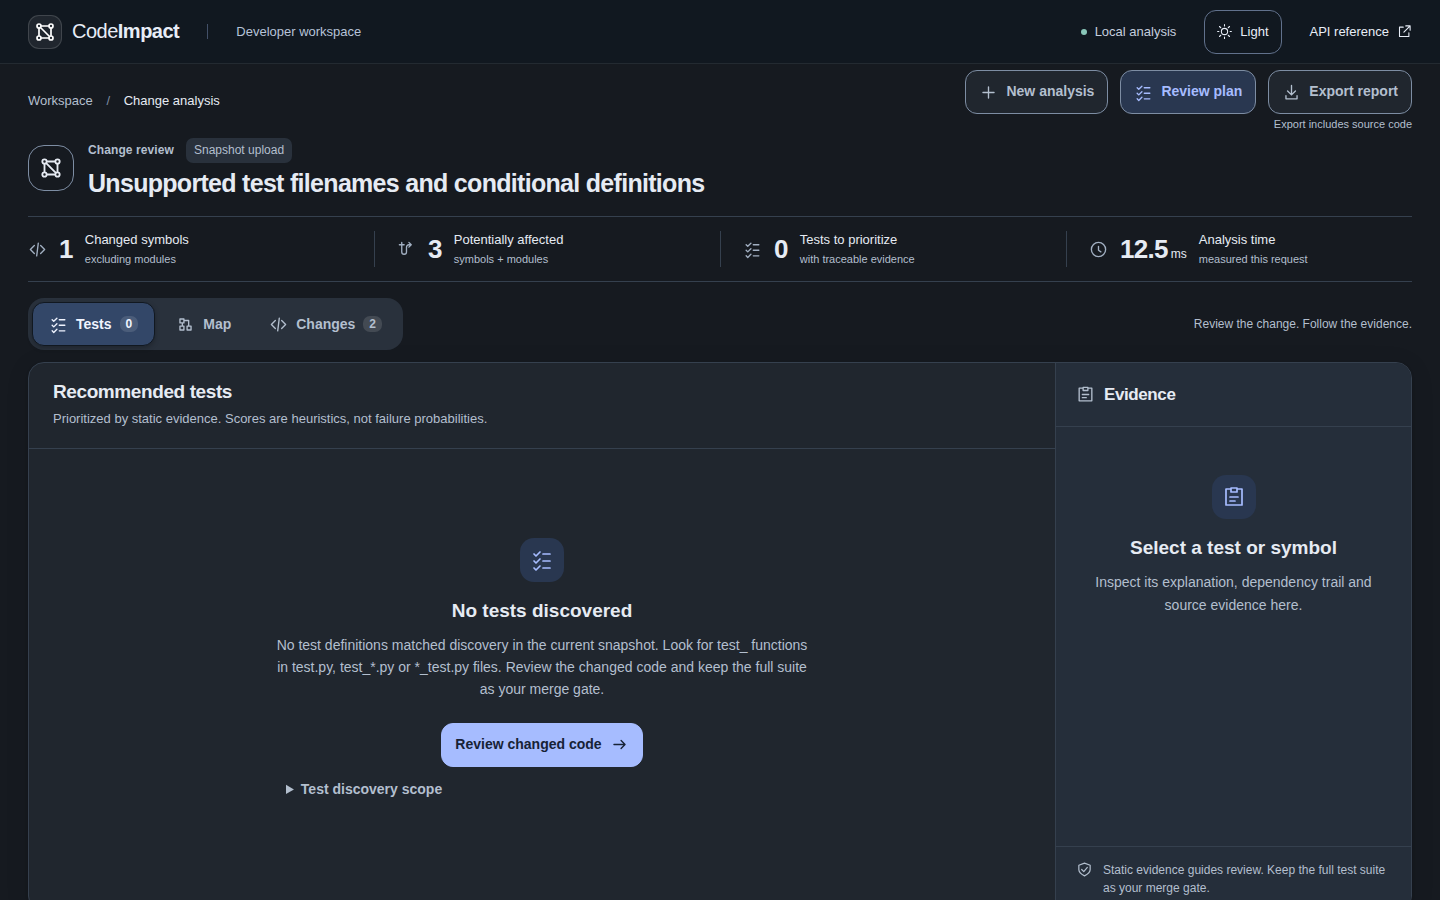 CodeImpact
Developer workspace
Local analysis
Light
API reference
Workspace / Change analysis
New analysis
Review plan
Export report
Export includes source code
Change review
Snapshot upload
Unsupported test filenames and conditional definitions
1
Changed symbols
excluding modules
3
Potentially affected
symbols + modules
0
Tests to prioritize
with traceable evidence
12.5 ms
Analysis time
measured this request
Tests 0
Map
Changes 2
Review the change. Follow the evidence.
Recommended tests
Prioritized by static evidence. Scores are heuristics, not failure probabilities.
No tests discovered
No test definitions matched discovery in the current snapshot. Look for test_ functions
in test.py, test_*.py or *_test.py files. Review the changed code and keep the full suite
as your merge gate.
Review changed code
Test discovery scope
Evidence
Select a test or symbol
Inspect its explanation, dependency trail and
source evidence here.
Static evidence guides review. Keep the full test suite
as your merge gate.